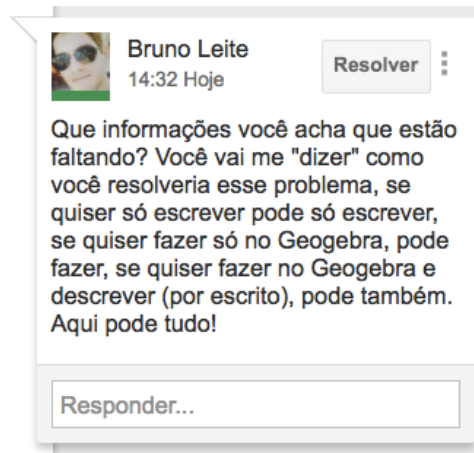 Bruno Leite
14:32 Hoje
Resolver
Que informações você acha que estão
faltando? Você vai me "dizer" como
você resolveria esse problema, se
quiser só escrever pode só escrever,
se quiser fazer só no Geogebra, pode
fazer, se quiser fazer no Geogebra e
descrever (por escrito), pode também.
Aqui pode tudo!
Responder...